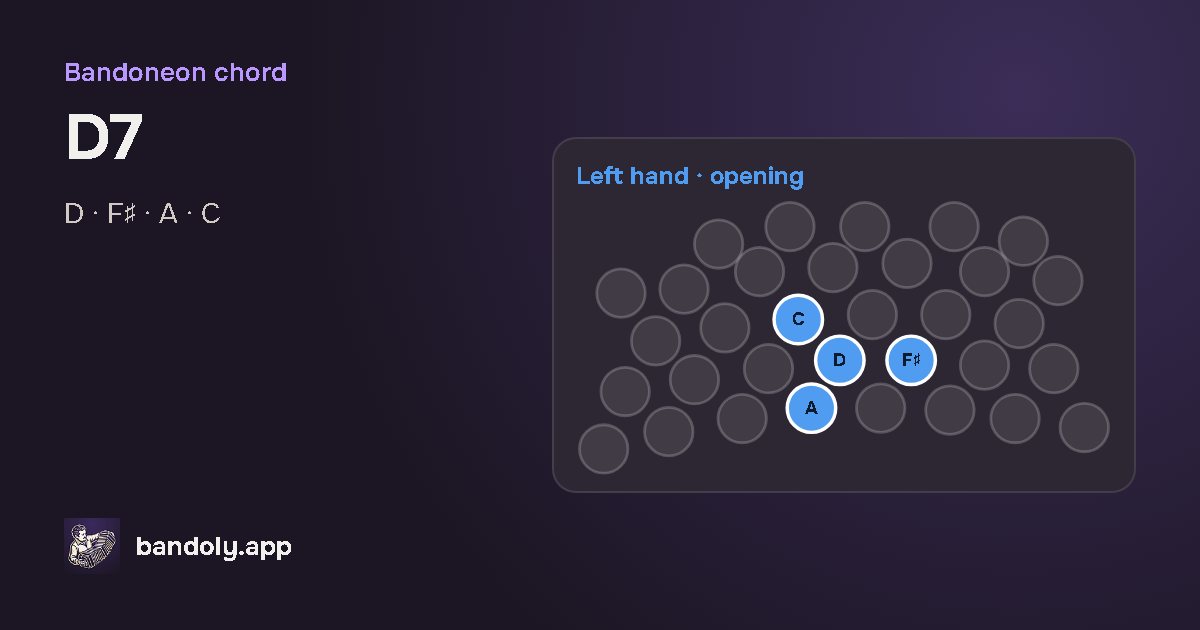 Bandoneon chord
D7
D · F♯ · A · C
Left hand · opening
C
D
F♯
A
bandoly.app